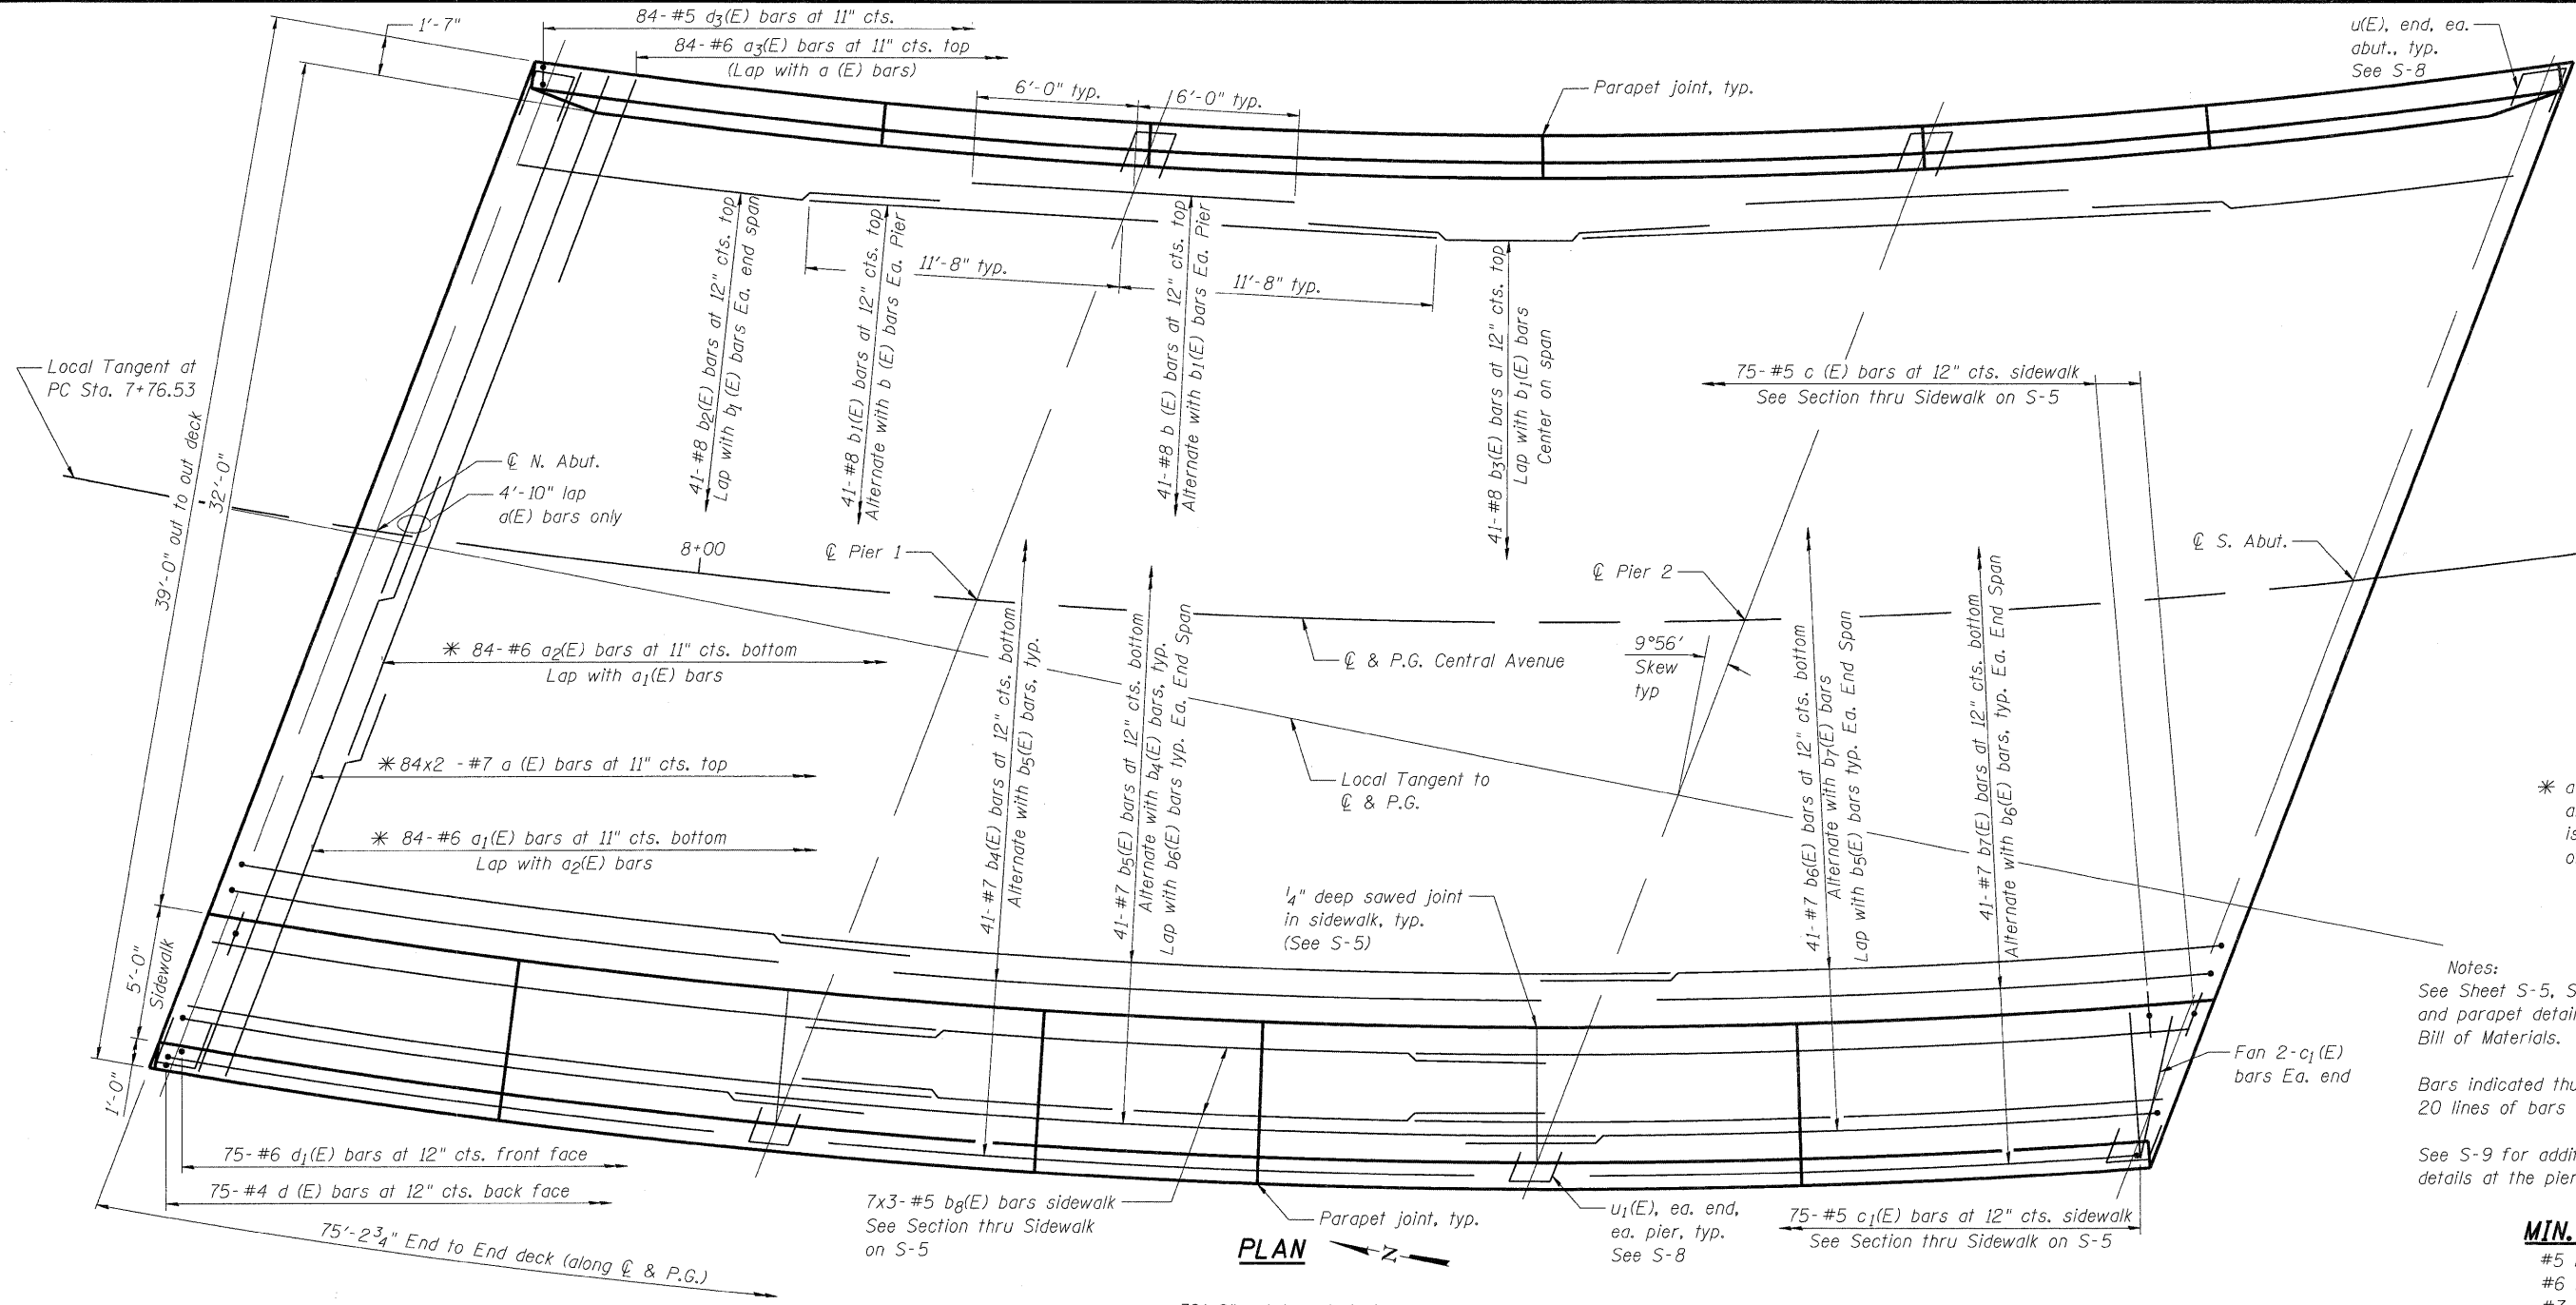 84-#5 d3(E) bars at 11" cts.
1'-7"
84-#6 a3(E) bars at 11" cts. top
(Lap with a (E) bars)
6'-0" typ.
6'-0" typ.
Parapet joint, typ.
u(E), end, ea.
abut., typ.
See S-8
41-#8 b2(E) bars at 12" cts. top
Lap with b1(E) bars Ea. end span
41-#8 b1(E) bars at 12" cts. top
Alternate with b (E) bars Ea. Pier
41-#8 b (E) bars at 12" cts. top
Alternate with b1(E) bars Ea. Pier
11'-8" typ.
11'-8" typ.
41-#8 b3(E) bars at 12" cts. top
Lap with b1(E) bars
Center on span
75-#5 c (E) bars at 12" cts. sidewalk
See Section thru Sidewalk on S-5
Local Tangent at
PC Sta. 7+76.53
39'-0" out to out deck
32'-0"
℄ N. Abut.
4'-10" lap
a(E) bars only
8+00
℄ Pier 1
℄ Pier 2
℄ S. Abut.
* 84-#6 a2(E) bars at 11" cts. bottom
Lap with a1(E) bars
℄ & P.G. Central Avenue
9°56'
Skew
typ
41-#7 b4(E) bars at 12" cts. bottom
Alternate with b5(E) bars, typ.
41-#7 b5(E) bars at 12" cts. bottom
Alternate with b4(E) bars, typ.
Lap with b6(E) bars typ. Ea. End Span
41-#7 b6(E) bars at 12" cts. bottom
Alternate with b7(E) bars
Lap with b5(E) bars typ. Ea. End Span
41-#7 b7(E) bars at 12" cts. bottom
Alternate with b6(E) bars, typ. Ea. End Span
* 84x2 -#7 a (E) bars at 11" cts. top
Local Tangent to
℄ & P.G.
* 84-#6 a1(E) bars at 11" cts. bottom
Lap with a2(E) bars
1/4" deep sawed joint
in sidewalk, typ.
(See S-5)
5'-0"
Sidewalk
1'-0"
Notes:
See Sheet S-5, S
and parapet detail
Bill of Materials.
Fan 2-c1(E)
bars Ea. end
Bars indicated thu
20 lines of bars
See S-9 for addi
details at the pier
75-#6 d1(E) bars at 12" cts. front face
75-#4 d (E) bars at 12" cts. back face
75'-2 3/4" End to End deck (along ℄ & P.G.)
7x3-#5 b8(E) bars sidewalk
See Section thru Sidewalk
on S-5
Parapet joint, typ.
u1(E), ea. end,
ea. pier, typ.
See S-8
75-#5 c1(E) bars at 12" cts. sidewalk
See Section thru Sidewalk on S-5
PLAN
N
MIN.
#5
#6